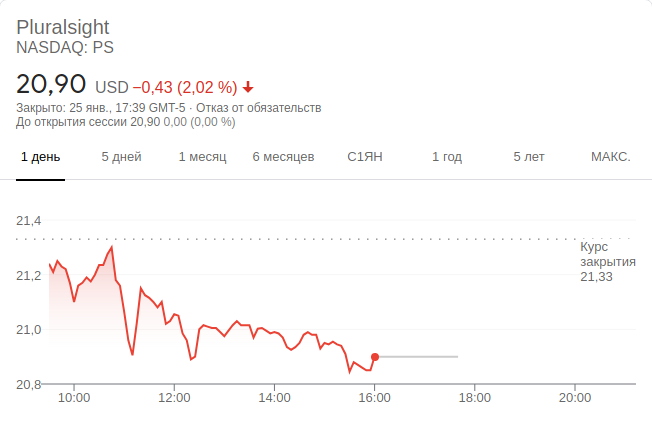 Pluralsight
NASDAQ: PS
20,90 USD −0,43 (2,02 %)
Закрыто: 25 янв., 17:39 GMT-5 · Отказ от обязательств
До открытия сессии 20,90 0,00 (0,00 %)
1 день 5 дней 1 месяц 6 месяцев С1ЯН 1 год 5 лет МАКС.
21,4
Курс
закрытия
21,33
21,2
21,0
20,8
10:00 12:00 14:00 16:00 18:00 20:00